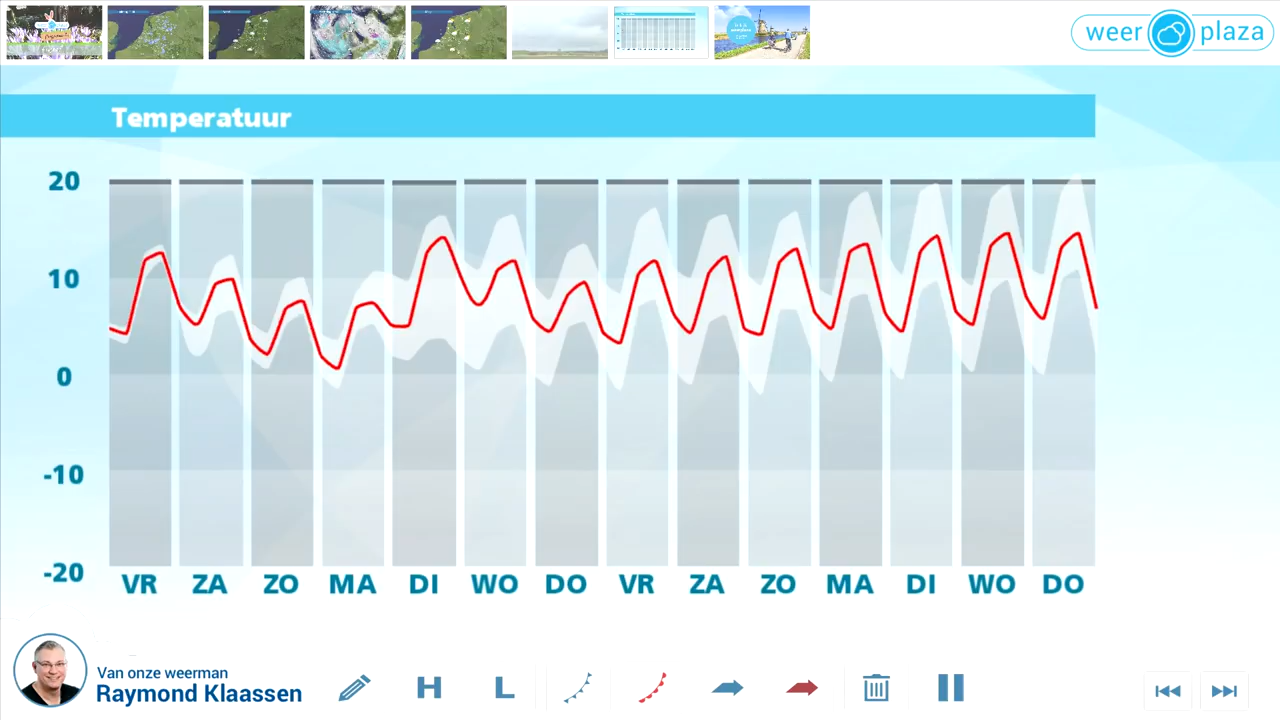 weer plaza
Temperatuur
20
10
0
-10
-20
VR ZA ZO MA DI WO DO VR ZA ZO MA DI WO DO
Van onze weerman
Raymond Klaassen
H L